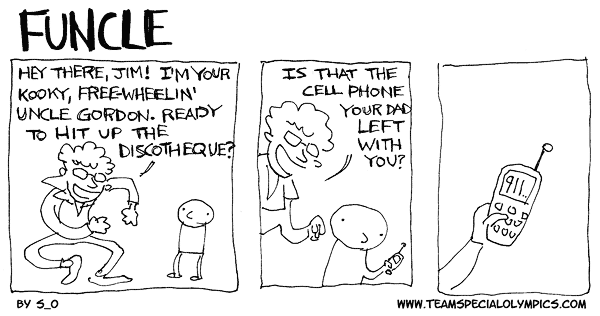 FUNCLE
HEY THERE, JIM! I'M YOUR
KOOKY, FREE-WHEELIN'
UNCLE GORDON. READY
TO HIT UP THE
DISCOTHEQUE?
IS THAT THE
CELL PHONE
YOUR DAD
LEFT
WITH
YOU?
911...
BY S_O
WWW.TEAMSPECIALOLYMPICS.COM